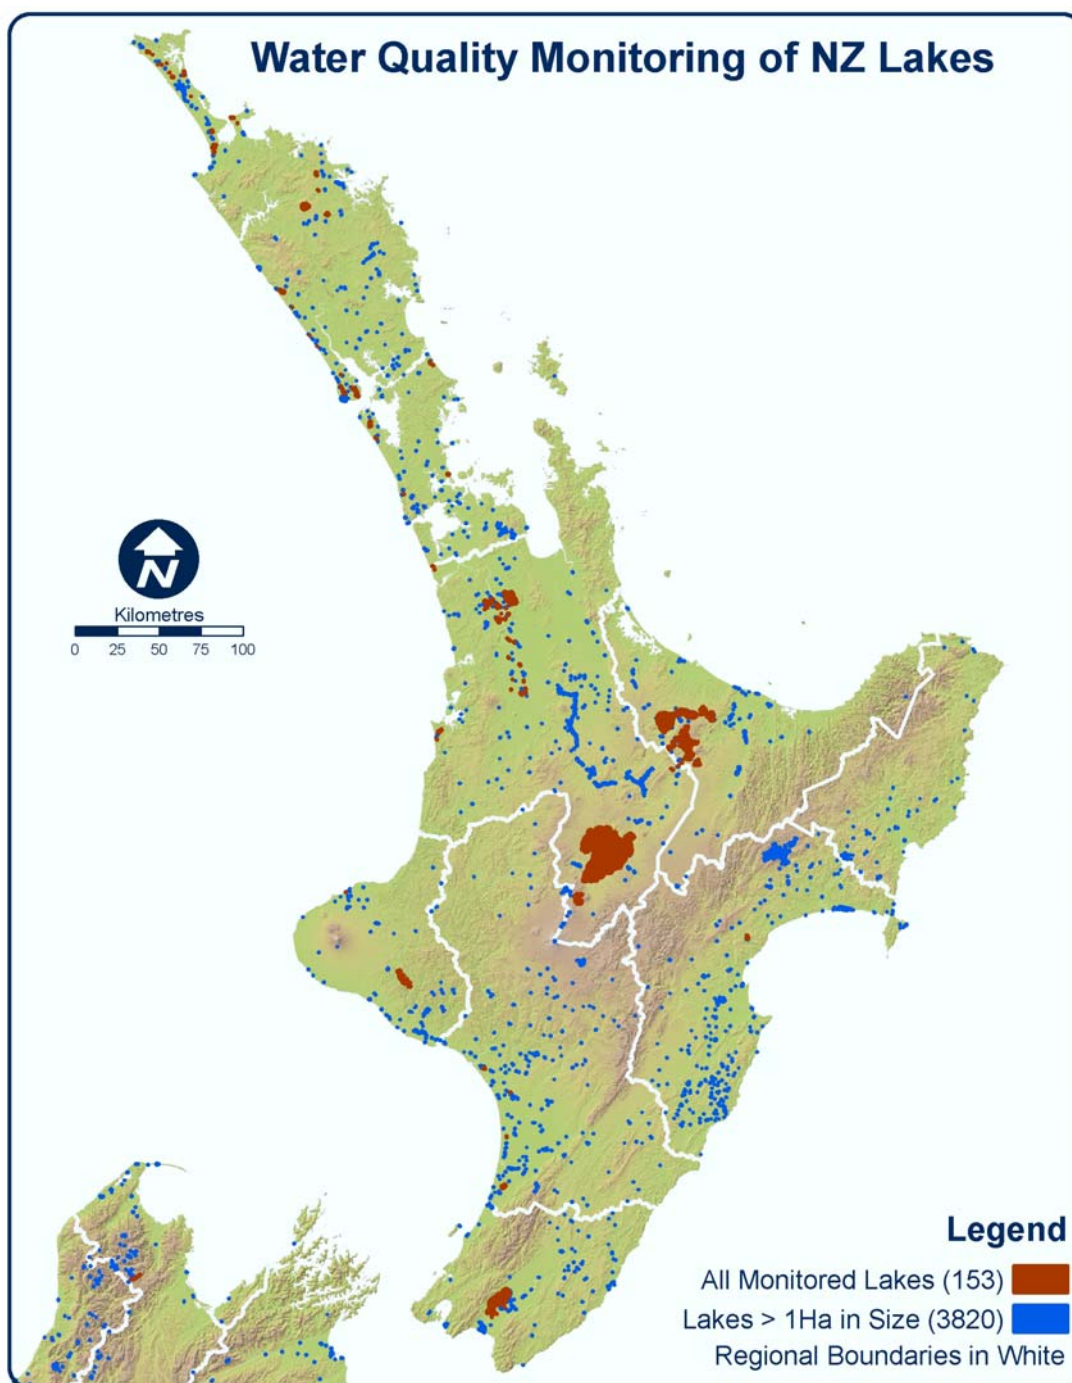 Water Quality Monitoring of NZ Lakes
N
Kilometres
0 25 50 75 100
Legend
All Monitored Lakes (153)
Lakes > 1Ha in Size (3820)
Regional Boundaries in White